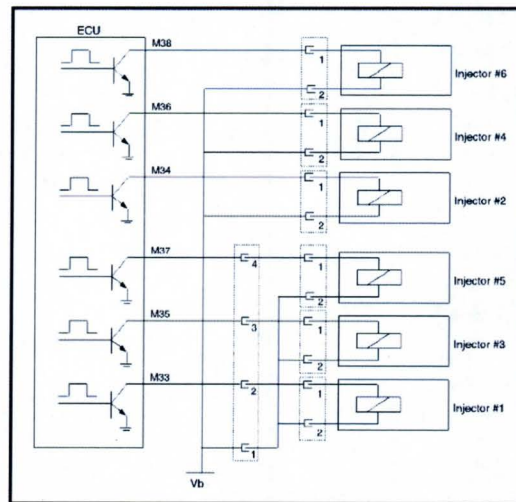 ECU
M38
1
2
Injector #6
M36
1
2
Injector #4
M34
1
2
Injector #2
M37
4
1
2
Injector #5
M35
3
1
2
Injector #3
M33
2
1
2
Injector #1
1
Vb